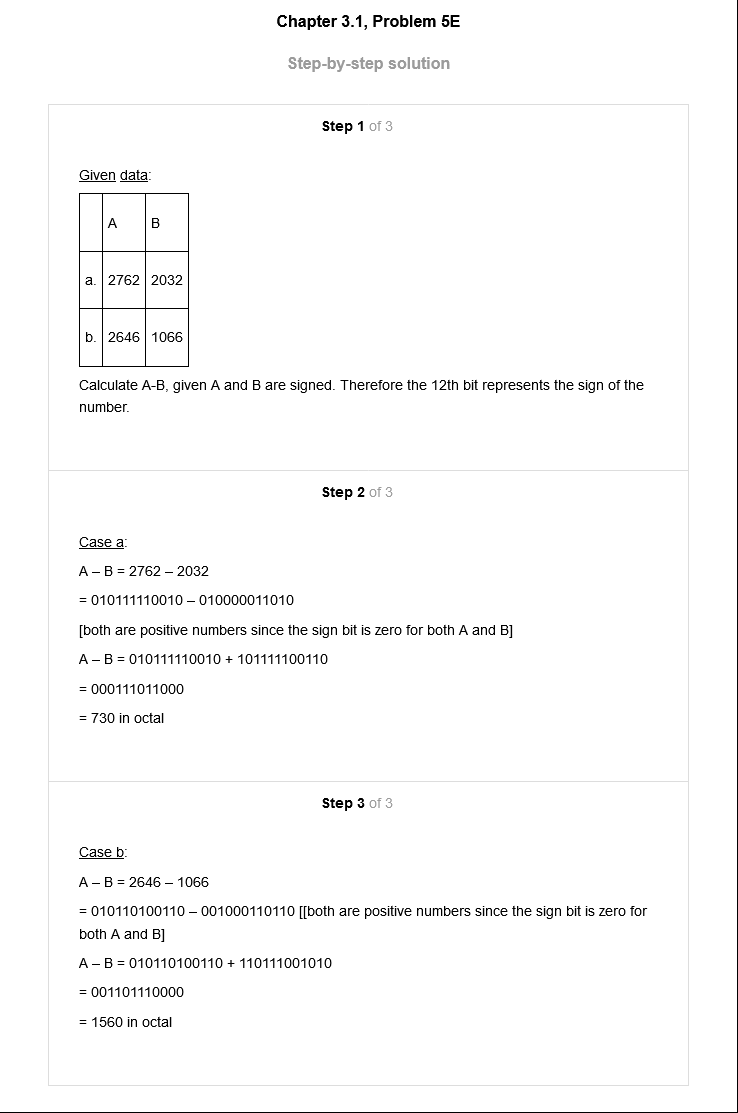 Chapter 3.1, Problem 5E
Step-by-step solution
Step 1 of 3
Given data:
A B
a. 2762 2032
b. 2646 1066
Calculate A-B, given A and B are signed. Therefore the 12th bit represents the sign of the
number.
Step 2 of 3
Case a:
A – B = 2762 – 2032
= 010111110010 – 010000011010
[both are positive numbers since the sign bit is zero for both A and B]
A – B = 010111110010 + 101111100110
= 000111011000
= 730 in octal
Step 3 of 3
Case b:
A – B = 2646 – 1066
= 010110100110 – 001000110110 [[both are positive numbers since the sign bit is zero for
both A and B]
A – B = 010110100110 + 110111001010
= 001101110000
= 1560 in octal